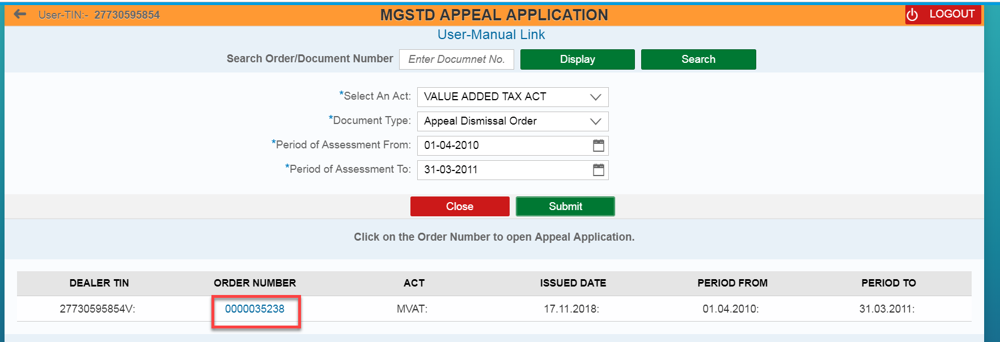 User-TIN:- 27730595854 MGSTD APPEAL APPLICATION LOGOUT
User-Manual Link
Search Order/Document Number Enter Documnet No. Display Search
*Select An Act: VALUE ADDED TAX ACT
*Document Type: Appeal Dismissal Order
*Period of Assessment From: 01-04-2010
*Period of Assessment To: 31-03-2011
Close Submit
Click on the Order Number to open Appeal Application.
DEALER TIN ORDER NUMBER ACT ISSUED DATE PERIOD FROM PERIOD TO
27730595854V: 0000035238 MVAT: 17.11.2018: 01.04.2010: 31.03.2011: